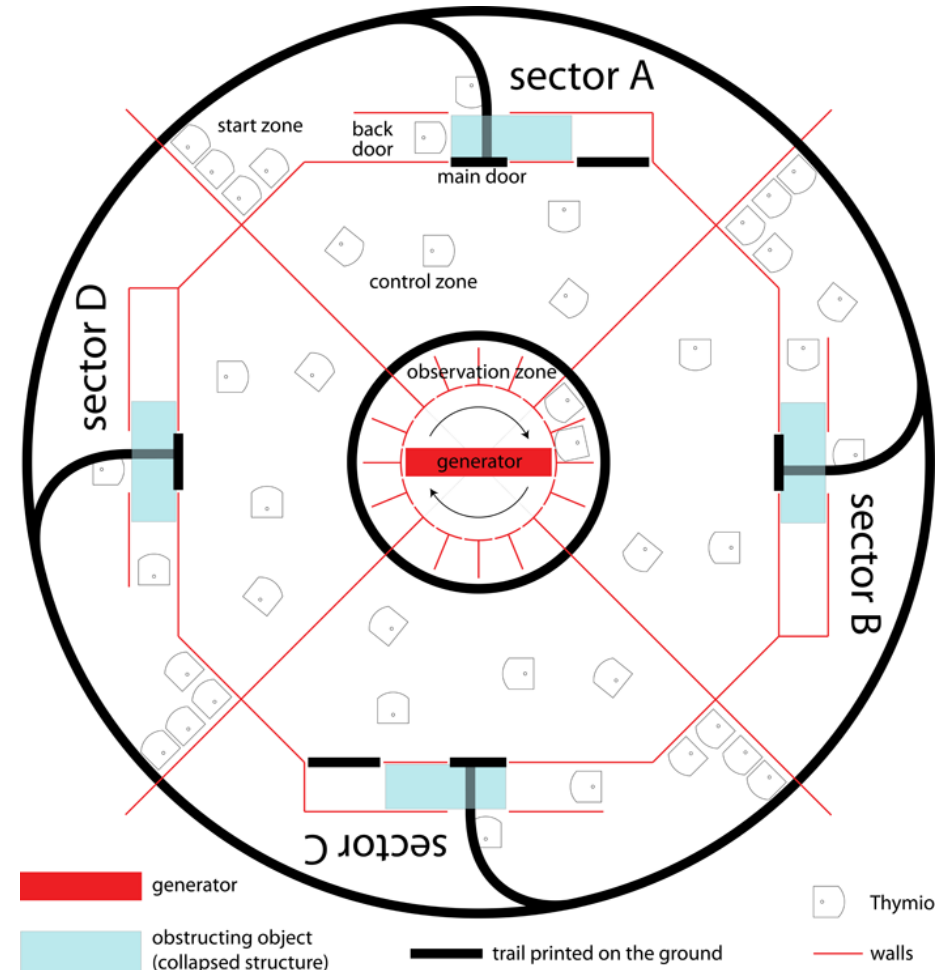 sector A
start zone
back
door
main door
control zone
sector D
observation zone
generator
sector B
sector C
generator
Thymio
obstructing object
(collapsed structure)
trail printed on the ground
walls